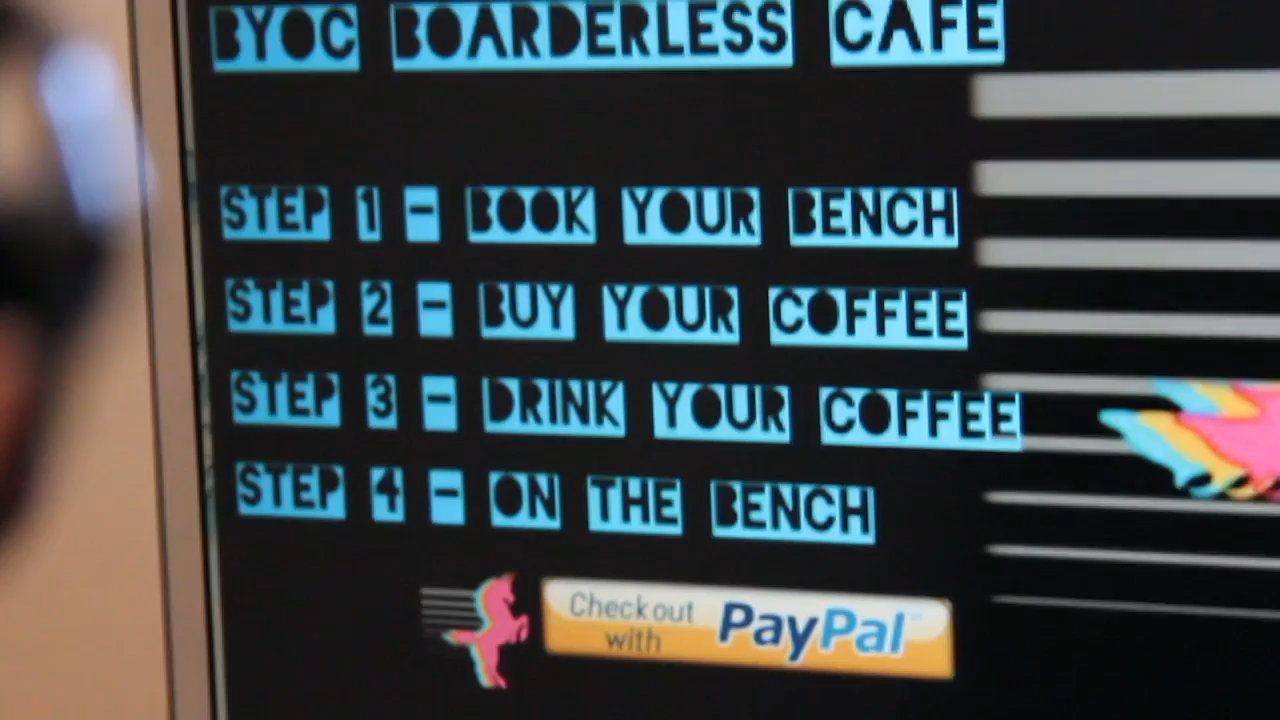 BYOC BOARDERLESS CAFE
STEP 1 - BOOK YOUR BENCH
STEP 2 - BUY YOUR COFFEE
STEP 3 - DRINK YOUR COFFEE
STEP 4 - ON THE BENCH
Check out
with PayPal